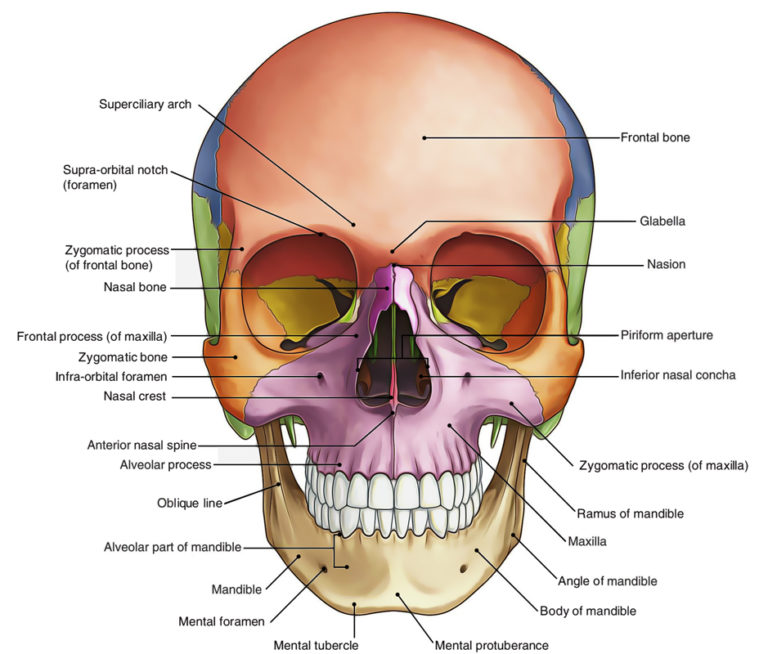 Superciliary arch
Frontal bone
Supra-orbital notch
(foramen)
Glabella
Zygomatic process
(of frontal bone)
Nasion
Nasal bone
Frontal process (of maxilla)
Piriform aperture
Zygomatic bone
Infra-orbital foramen
Inferior nasal concha
Nasal crest
Anterior nasal spine
Alveolar process
Zygomatic process (of maxilla)
Oblique line
Ramus of mandible
Maxilla
Alveolar part of mandible
Angle of mandible
Mandible
Body of mandible
Mental foramen
Mental tubercle
Mental protuberance